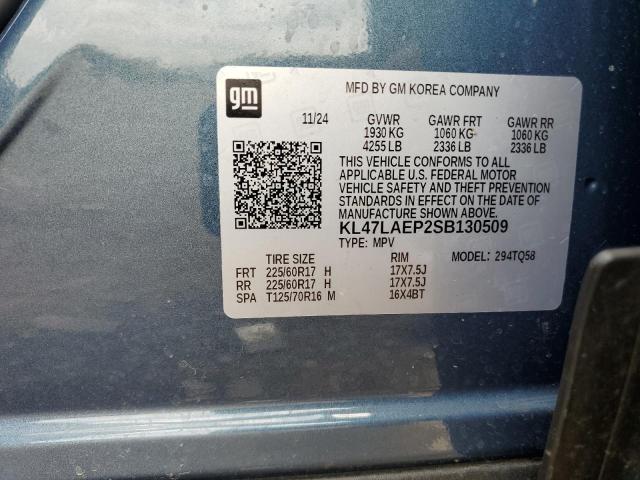 gm
MFD BY GM KOREA COMPANY
11/24 GVWR GAWR FRT GAWR RR
1930 KG 1060 KG 1060 KG
4255 LB 2336 LB 2336 LB
THIS VEHICLE CONFORMS TO ALL
APPLICABLE U.S. FEDERAL MOTOR
VEHICLE SAFETY AND THEFT PREVENTION
STANDARDS IN EFFECT ON THE DATE OF
MANUFACTURE SHOWN ABOVE.
KL47LAEP2SB130509
TYPE: MPV MODEL: 294TQ58
TIRE SIZE RIM
FRT 225/60R17 H 17X7.5J
RR 225/60R17 H 17X7.5J
SPA T125/70R16 M 16X4BT